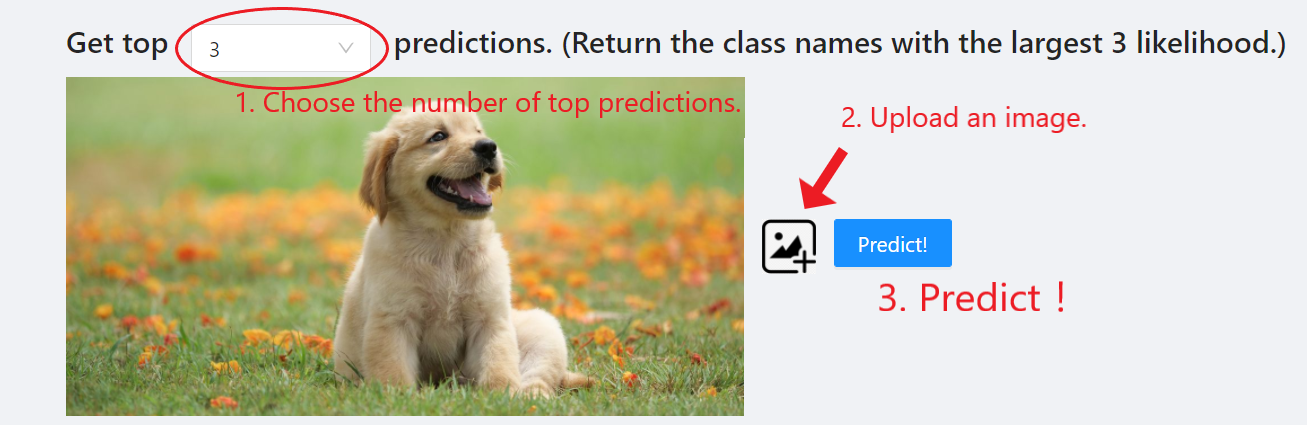 Get top 3 predictions. (Return the class names with the largest 3 likelihood.)
1. Choose the number of top predictions.
2. Upload an image.
Predict!
3. Predict！